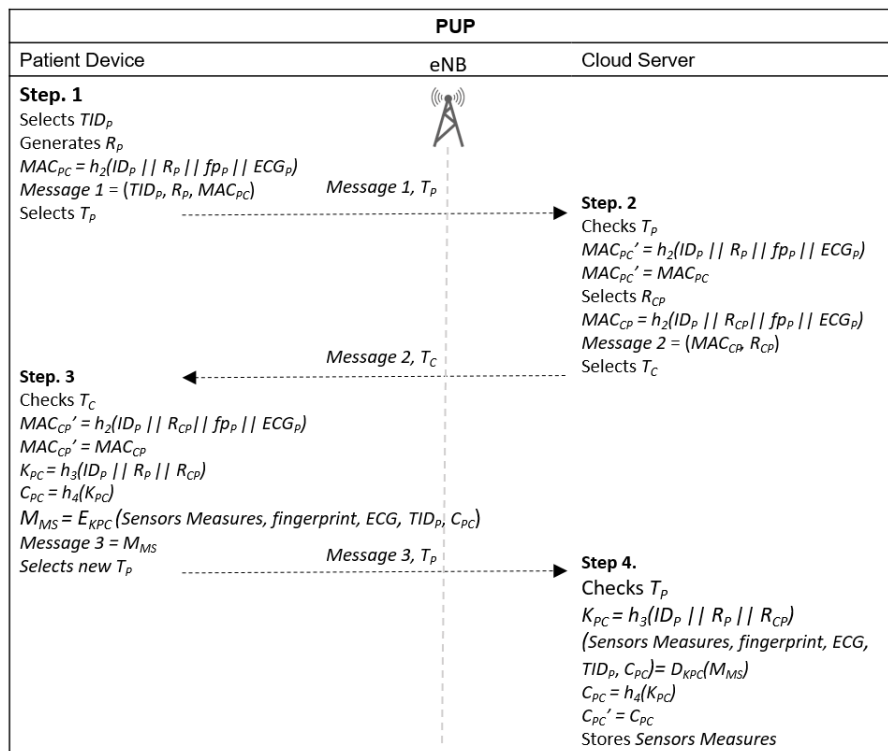 PUP
Patient Device
eNB
Cloud Server
Step. 1
Selects TIDP
Generates RP
MACPC = h2(IDP || RP || fpP || ECGP)
Message 1 = (TIDP, RP, MACPC)
Selects TP
Message 1, TP
Step. 2
Checks TP
MACPC' = h2(IDP || RP || fpP || ECGP)
MACPC' = MACPC
Selects RCP
MACCP = h2(IDP || RCP || fpP || ECGP)
Message 2 = (MACCP, RCP)
Selects TC
Message 2, TC
Step. 3
Checks TC
MACCP' = h2(IDP || RCP || fpP || ECGP)
MACCP' = MACCP
KPC = h3(IDP || RP || RCP)
CPC = h4(KPC)
MMS = EKPC (Sensors Measures, fingerprint, ECG, TIDP, CPC)
Message 3 = MMS
Selects new TP
Message 3, TP
Step 4.
Checks TP
KPC = h3(IDP || RP || RCP)
(Sensors Measures, fingerprint, ECG,
TIDP, CPC)= DKPC(MMS)
CPC = h4(KPC)
CPC' = CPC
Stores Sensors Measures